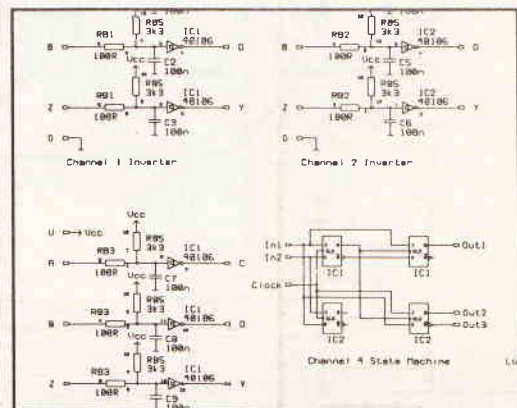 100n
RB1
RB5
3k3
IC1
40106
B
D
100R
Vcc
C2
100n
RB1
RB5
3k3
IC1
40106
Z
Y
100R
C3
100n
0
Channel 1 Inverter
100n
RB2
RB5
3k3
IC2
40106
B
D
100R
Vcc
C5
100n
RB2
RB5
3k3
IC2
40106
Z
Y
100R
C6
100n
0
Channel 2 Inverter
U
Vcc
Vcc
RB3
RB5
3k3
IC1
40106
A
C
100R
Vcc
C7
100n
RB3
RB5
3k3
IC1
40106
B
D
100R
Vcc
C8
100n
RB3
RB5
3k3
IC1
40106
Z
Y
100R
C9
100n
In1
In2
Clock
IC1
IC1
Out1
IC2
IC2
Out2
Out3
Channel 4 State Machine